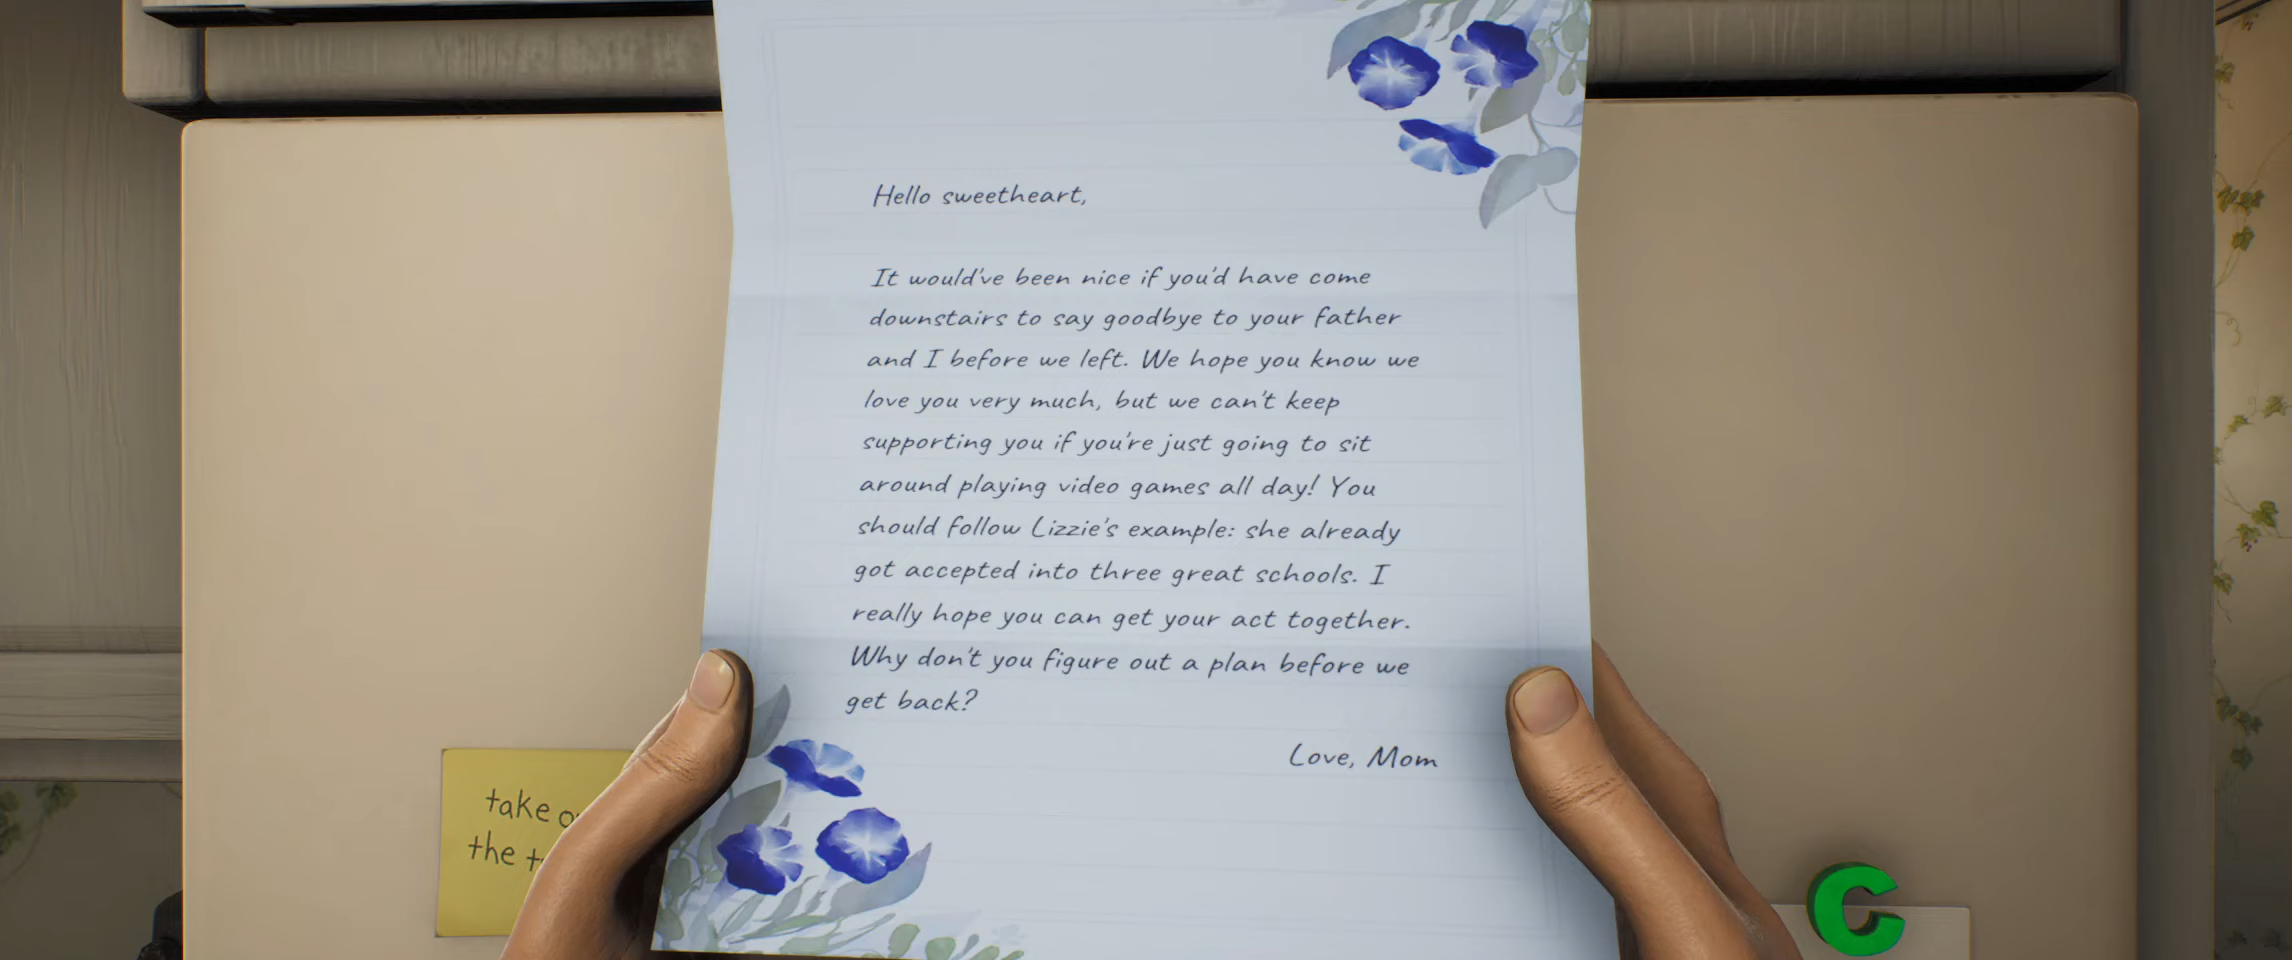 Hello sweetheart,
It would've been nice if you'd have come
downstairs to say goodbye to your father
and I before we left. We hope you know we
love you very much, but we can't keep
supporting you if you're just going to sit
around playing video games all day! You
should follow Lizzie's example: she already
got accepted into three great schools. I
really hope you can get your act together.
Why don't you figure out a plan before we
get back?
Love, Mom
take
the
C